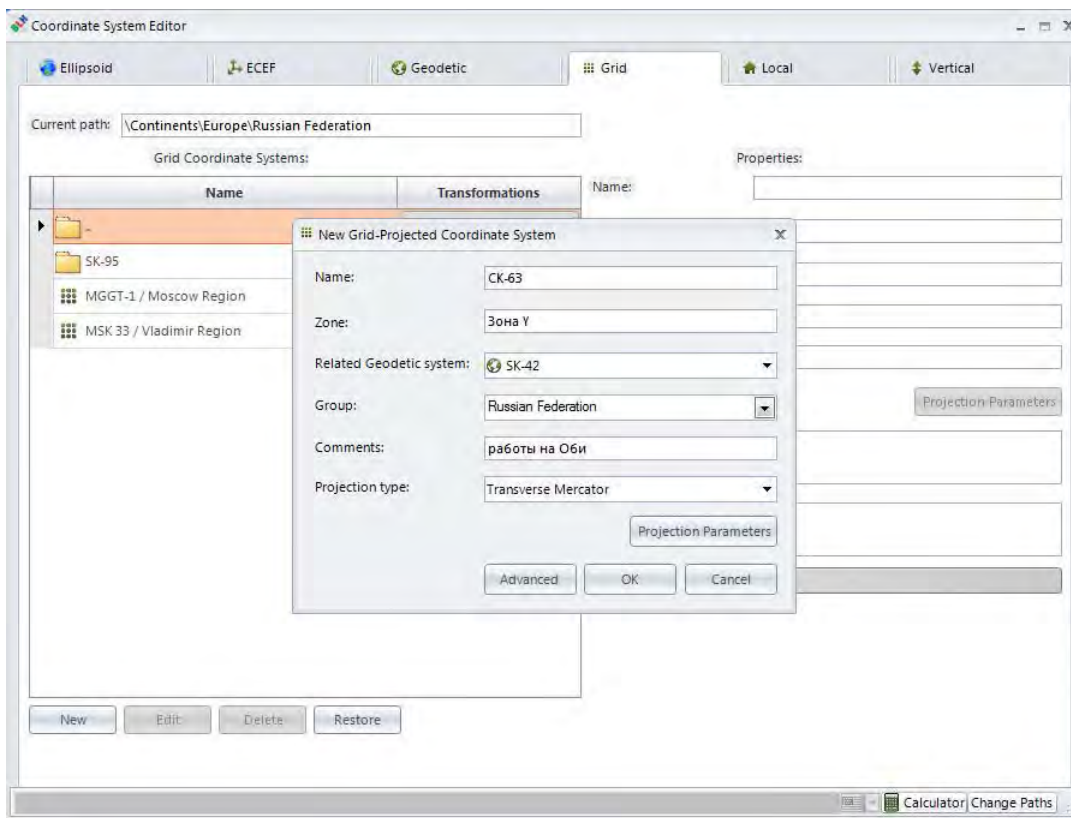 Coordinate System Editor
Ellipsoid
ECEF
Geodetic
Grid
Local
Vertical
Current path: \Continents\Europe\Russian Federation
Grid Coordinate Systems:
Properties:
Name Transformations
Name:
..
SK-95
MGGT-1 / Moscow Region
MSK 33 / Vladimir Region
Projection Parameters
New Grid-Projected Coordinate System
Name: СК-63
Zone: Зона Y
Related Geodetic system: SK-42
Group: Russian Federation
Comments: работы на Оби
Projection type: Transverse Mercator
Projection Parameters
Advanced OK Cancel
New Edit Delete Restore
Calculator Change Paths